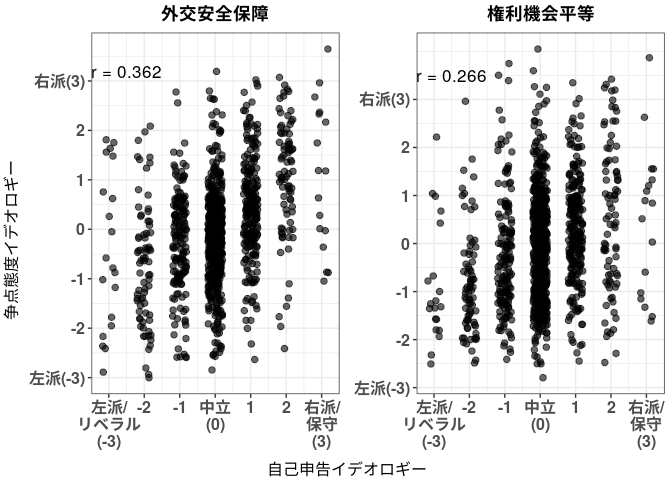 外交安全保障
権利機会平等
r = 0.362
r = 0.266
争点態度イデオロギー
右派(3)
2
1
0
-1
-2
左派(-3)
右派(3)
2
1
0
-1
-2
左派(-3)
左派/
リベラル
(-3)
-2
-1
中立
(0)
1
2
右派/
保守
(3)
左派/
リベラル
(-3)
-2
-1
中立
(0)
1
2
右派/
保守
(3)
自己申告イデオロギー